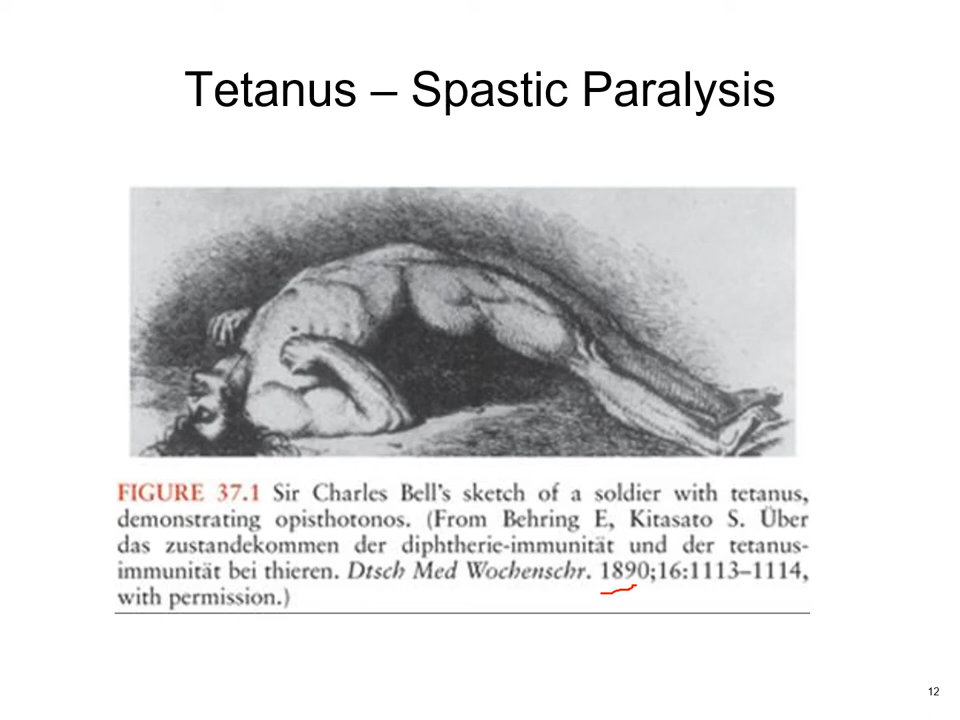 Tetanus – Spastic Paralysis
FIGURE 37.1 Sir Charles Bell's sketch of a soldier with tetanus,
demonstrating opisthotonos. (From Behring E, Kitasato S. Über
das zustandekommen der diphtherie-immunität und der tetanus-
immunität bei thieren. Dtsch Med Wochenschr. 1890;16:1113–1114,
with permission.)
12